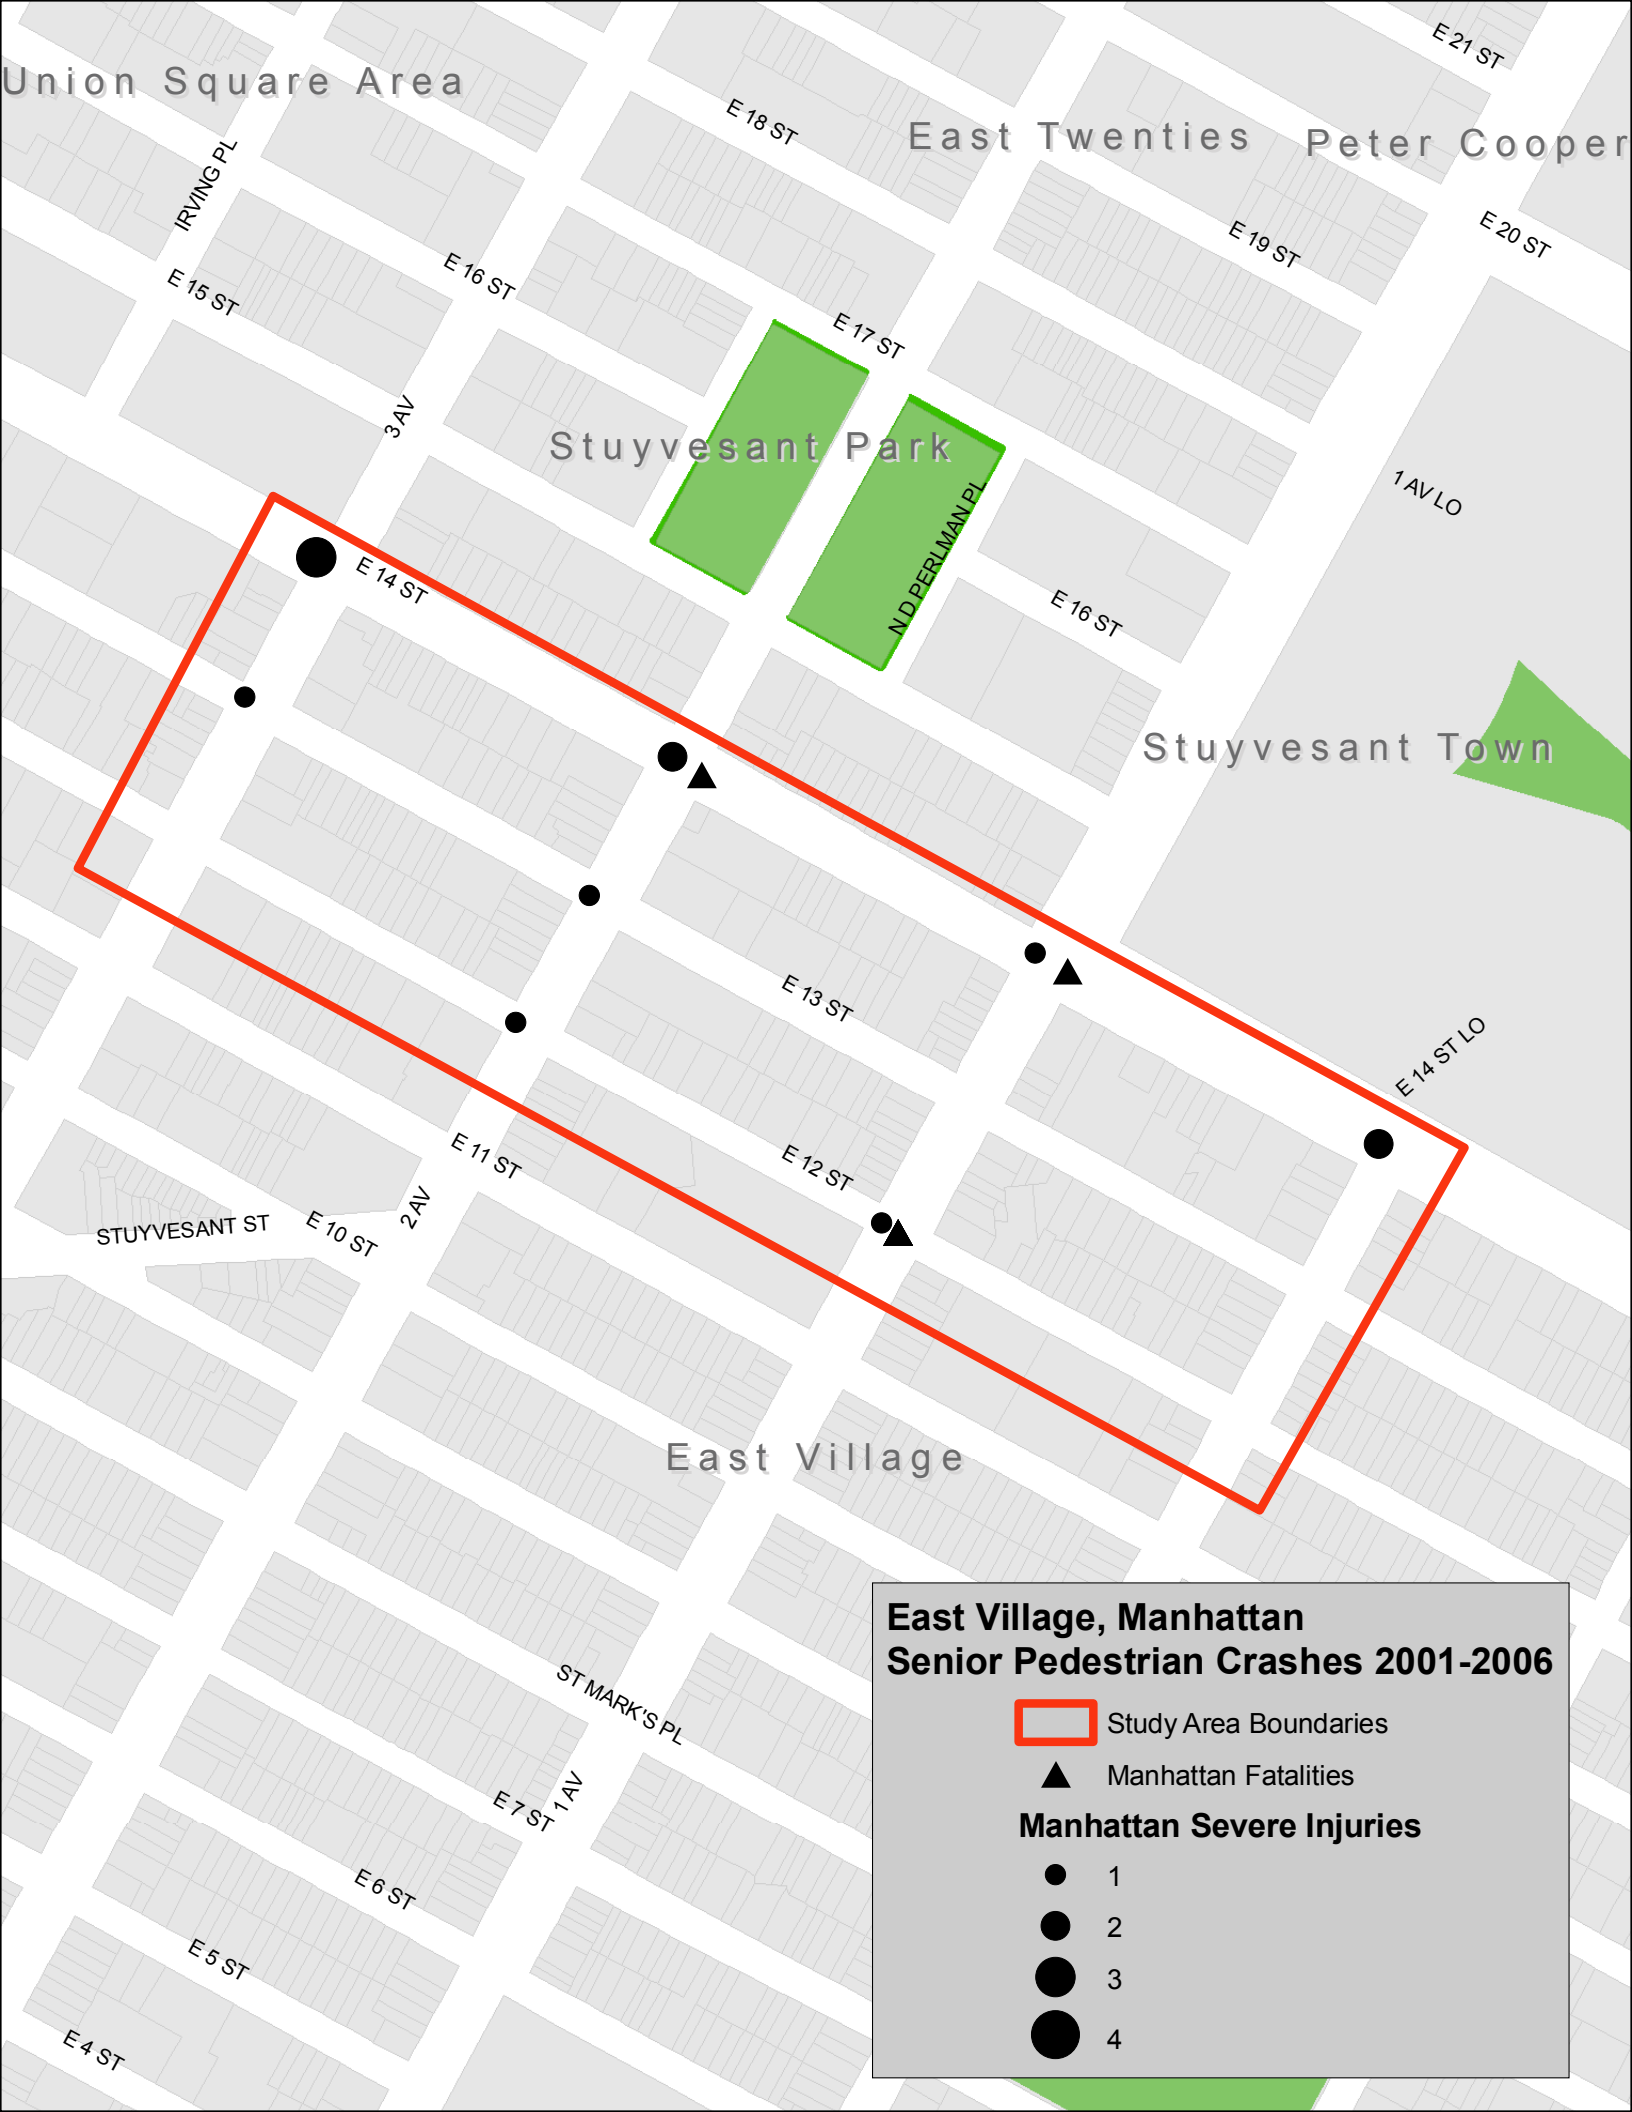 E 21 ST
Union Square Area
E 18 ST
East Twenties
Peter Cooper
IRVING PL
E 20 ST
E 19 ST
E 16 ST
E 15 ST
E 17 ST
3 AV
Stuyvesant Park
1 AV LO
N D PERLMAN PL
E 14 ST
E 16 ST
Stuyvesant Town
E 13 ST
E 14 ST LO
E 11 ST
E 12 ST
2 AV
STUYVESANT ST
E 10 ST
East Village
ST MARK'S PL
E 7 ST
1 AV
E 6 ST
E 5 ST
E 4 ST
East Village, Manhattan
Senior Pedestrian Crashes 2001-2006
Study Area Boundaries
Manhattan Fatalities
Manhattan Severe Injuries
1
2
3
4